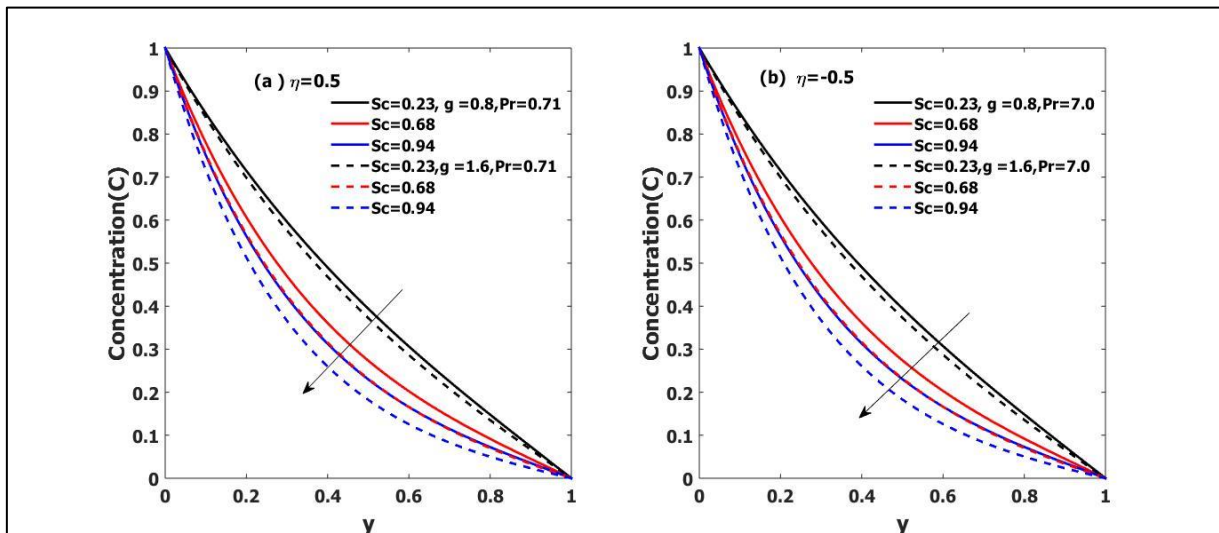 (a ) η=0.5
Sc=0.23, g =0.8,Pr=0.71
Sc=0.68
Sc=0.94
Sc=0.23,g =1.6,Pr=0.71
Sc=0.68
Sc=0.94
Concentration(C)
1
0.9
0.8
0.7
0.6
0.5
0.4
0.3
0.2
0.1
0
0 0.2 0.4 0.6 0.8 1
y
(b) η=-0.5
Sc=0.23, g =0.8,Pr=7.0
Sc=0.68
Sc=0.94
Sc=0.23,g =1.6,Pr=7.0
Sc=0.68
Sc=0.94
Concentration(C)
1
0.9
0.8
0.7
0.6
0.5
0.4
0.3
0.2
0.1
0
0 0.2 0.4 0.6 0.8 1
y